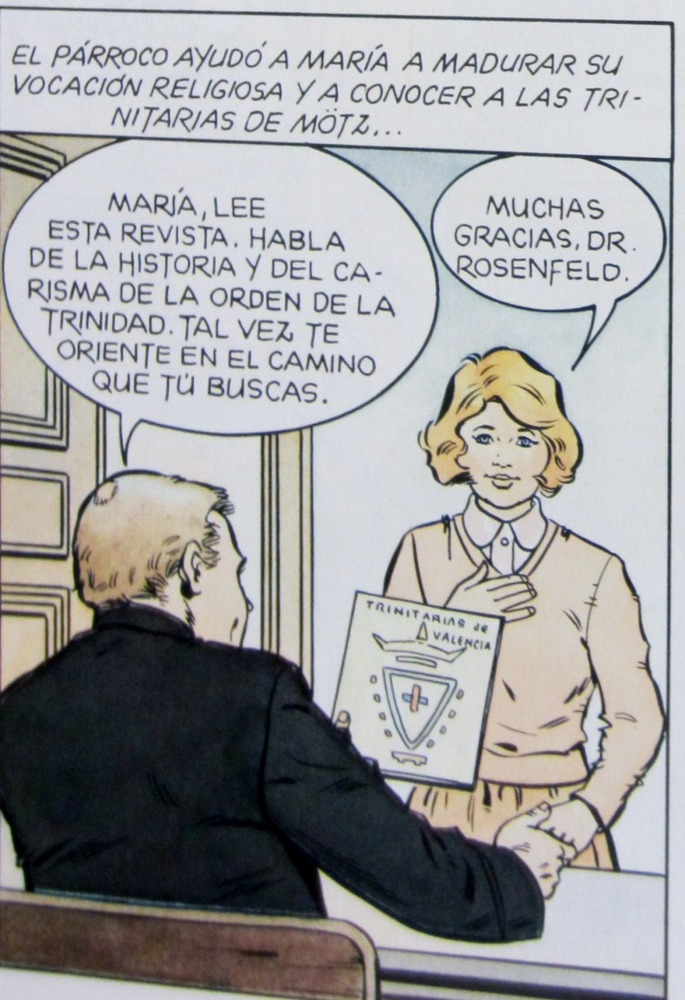 EL PÁRROCO AYUDÓ A MARÍA A MADURAR SU
VOCACIÓN RELIGIOSA Y A CONOCER A LAS TRI-
NITARIAS DE MÖTZ...
MARÍA, LEE
ESTA REVISTA. HABLA
DE LA HISTORIA Y DEL CA-
RISMA DE LA ORDEN DE LA
TRINIDAD. TAL VEZ TE
ORIENTE EN EL CAMINO
QUE TÚ BUSCAS.
MUCHAS
GRACIAS, DR.
ROSENFELD.
TRINITARIAS de
VALENCIA